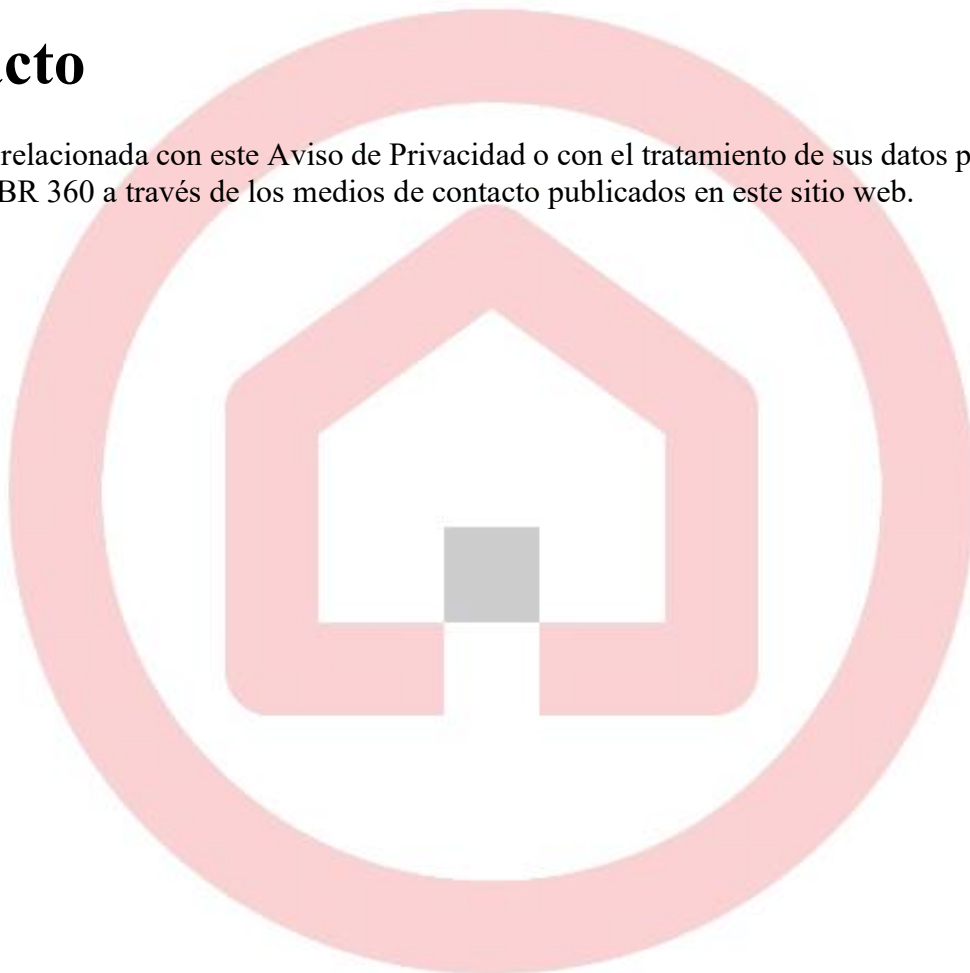 acto
relacionada con este Aviso de Privacidad o con el tratamiento de sus datos p
BR 360 a través de los medios de contacto publicados en este sitio web.